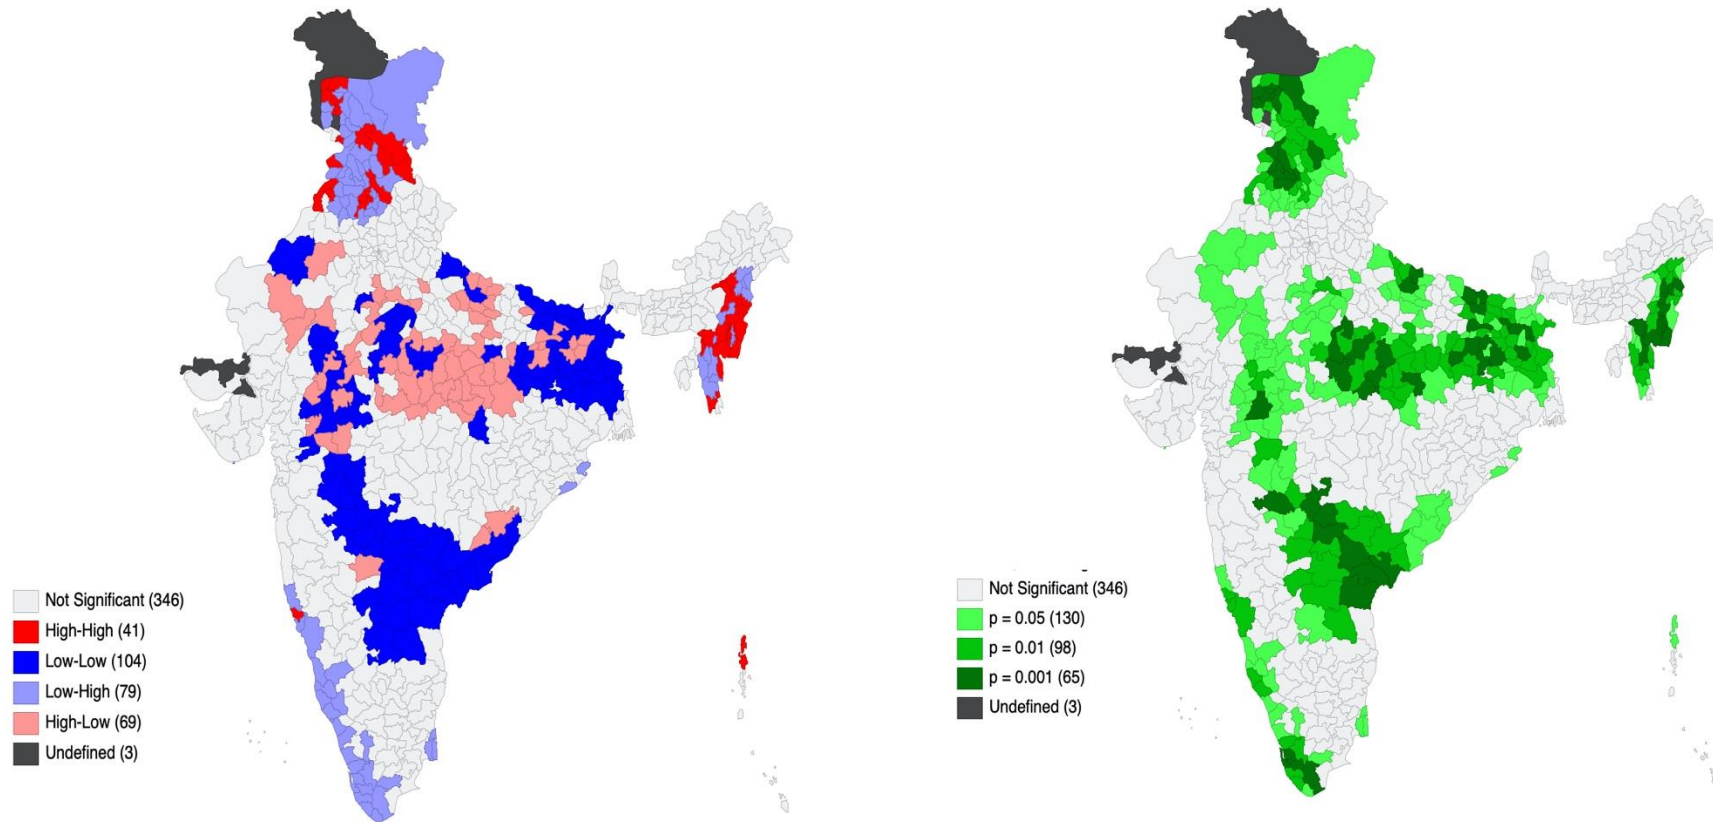 Not Significant (346)
High-High (41)
Low-Low (104)
Low-High (79)
High-Low (69)
Undefined (3)
Not Significant (346)
p = 0.05 (130)
p = 0.01 (98)
p = 0.001 (65)
Undefined (3)